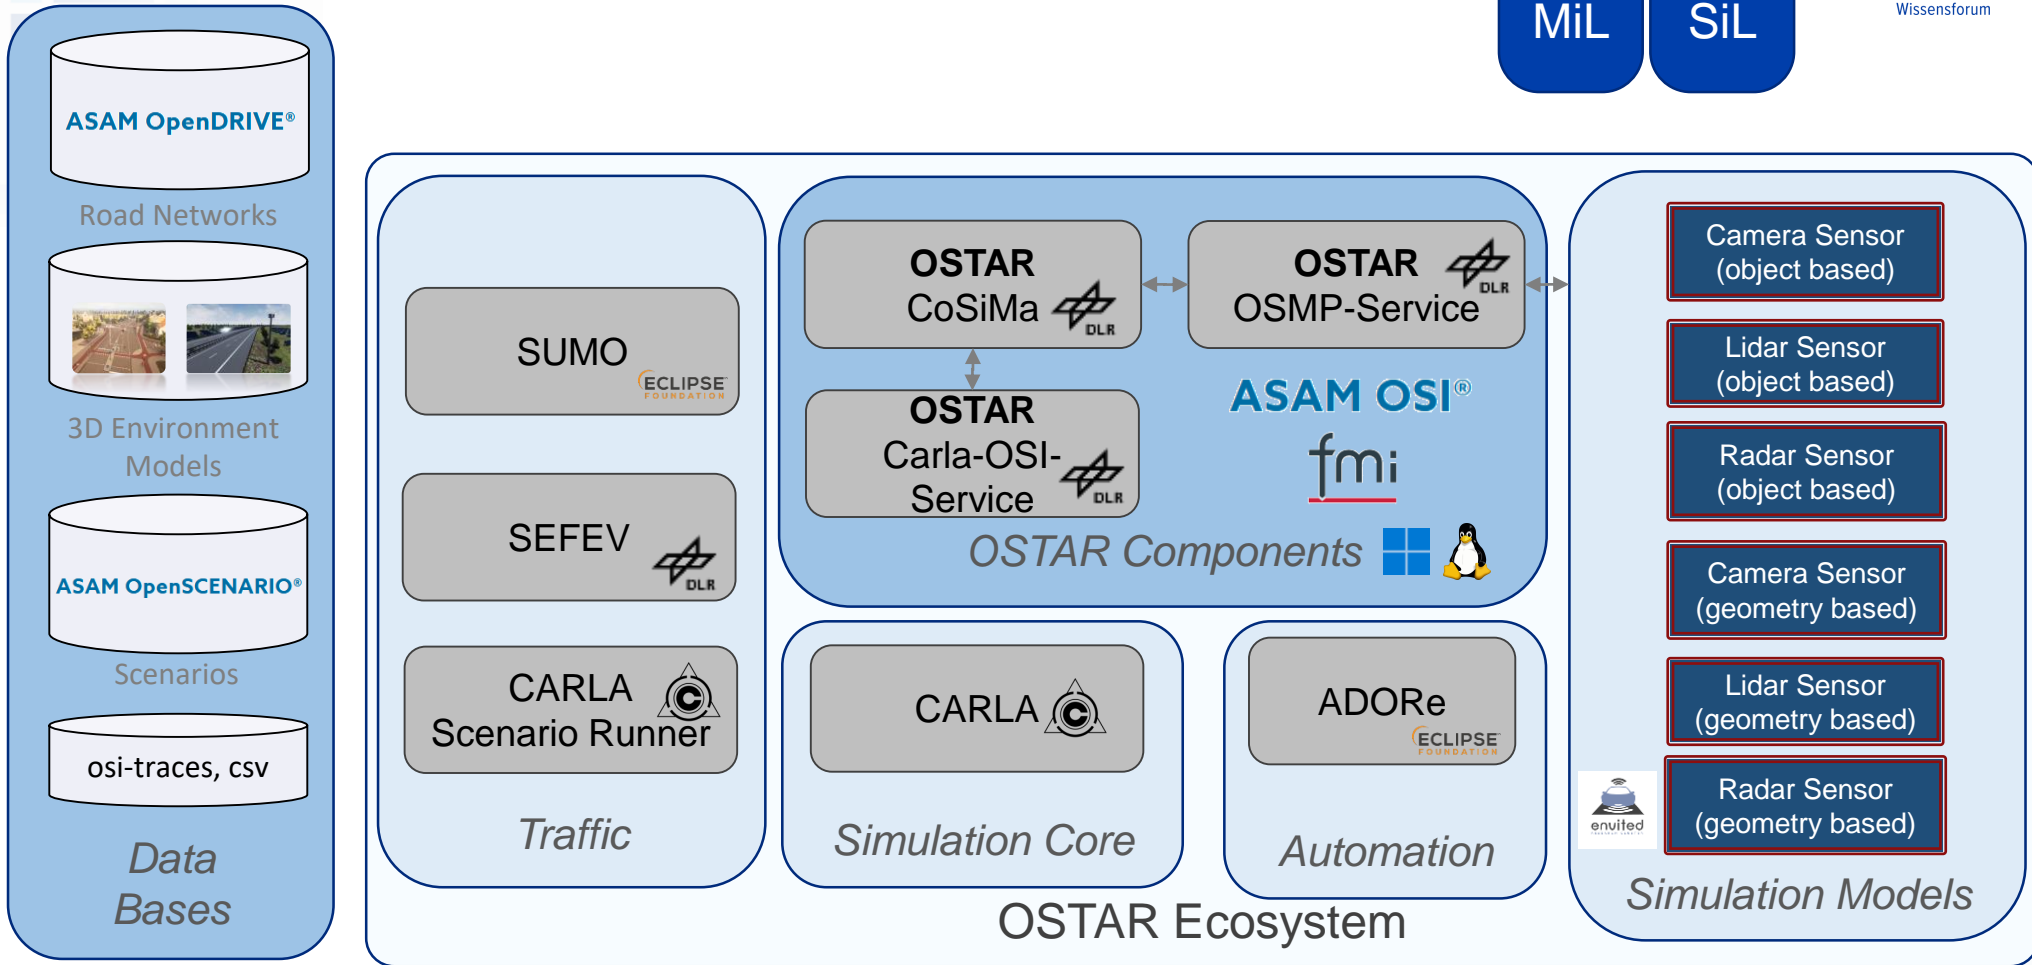 MiL
SiL
Wissensforum
ASAM OpenDRIVE®
Road Networks
3D Environment
Models
ASAM OpenSCENARIO®
Scenarios
osi-traces, csv
Data
Bases
SUMO
ECLIPSE
FOUNDATION
SEFEV
DLR
CARLA
Scenario Runner
Traffic
OSTAR
CoSiMa
DLR
OSTAR
OSMP-Service
DLR
OSTAR
Carla-OSI-
Service
DLR
ASAM OSI®
fmi
OSTAR Components
CARLA
Simulation Core
ADORe
ECLIPSE
FOUNDATION
Automation
Camera Sensor
(object based)
Lidar Sensor
(object based)
Radar Sensor
(object based)
Camera Sensor
(geometry based)
Lidar Sensor
(geometry based)
Radar Sensor
(geometry based)
envited
Simulation Models
OSTAR Ecosystem